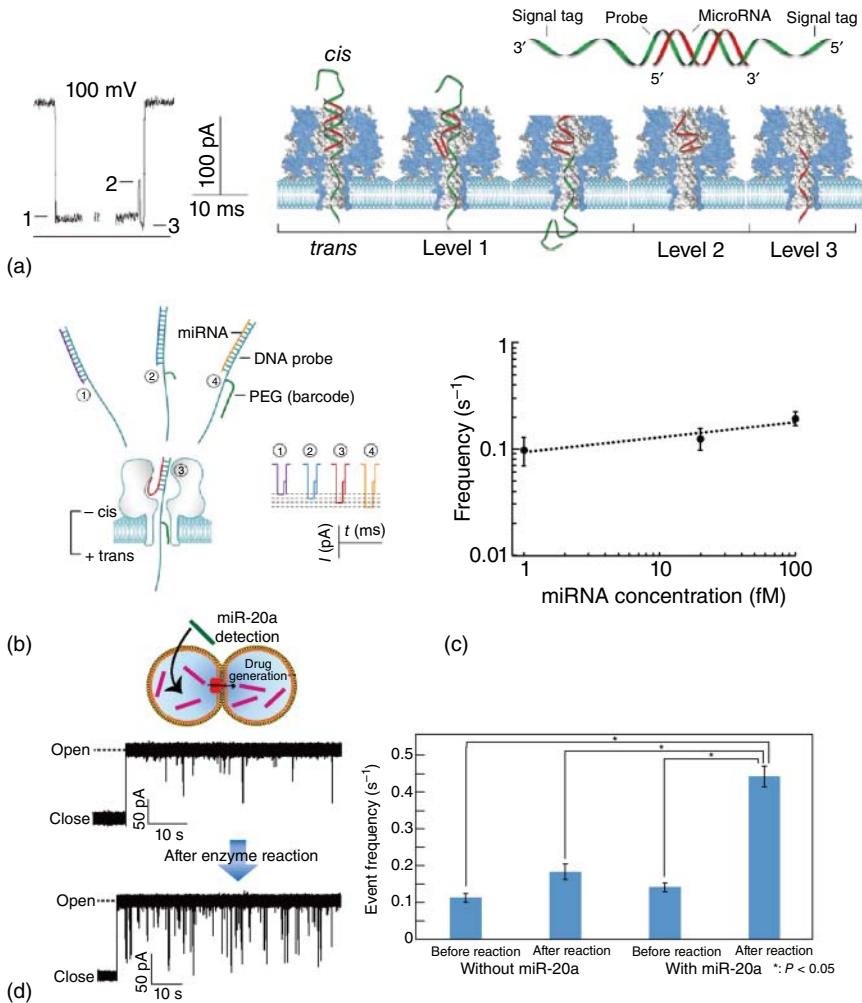 Signal tag
Probe
MicroRNA
Signal tag
3′
5′
5′
3′
cis
100 mV
100 pA
10 ms
1
2
3
trans
Level 1
Level 2
Level 3
(a)
miRNA
DNA probe
PEG (barcode)
①
②
④
③
① ② ③ ④
− cis
+ trans
I (pA)
t (ms)
(b)
Frequency (s⁻¹)
1
0.1
0.01
1
10
100
miRNA concentration (fM)
(c)
miR-20a
detection
Drug
generation
Open
Close
50 pA
10 s
After enzyme reaction
Open
Close
50 pA
10 s
(d)
Event frequency (s⁻¹)
0.5
0.4
0.3
0.2
0.1
0
*
*
*
Before reaction
After reaction
Before reaction
After reaction
Without miR-20a
With miR-20a
*: P < 0.05